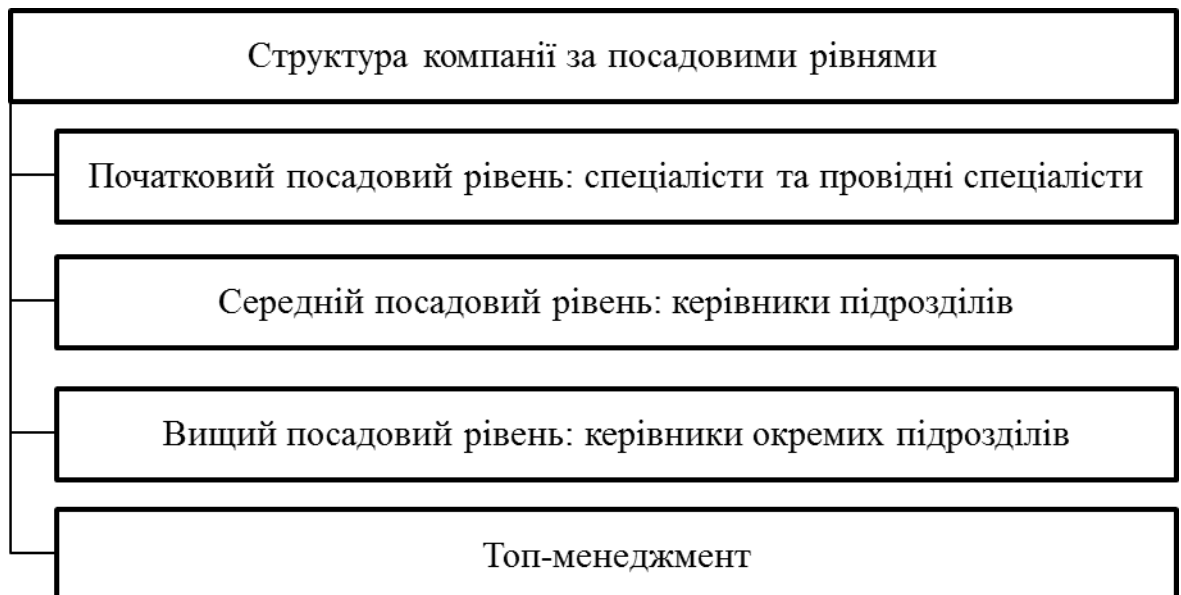 Структура компанії за посадовими рівнями
Початковий посадовий рівень: спеціалісти та провідні спеціалісти
Середній посадовий рівень: керівники підрозділів
Вищий посадовий рівень: керівники окремих підрозділів
Топ-менеджмент